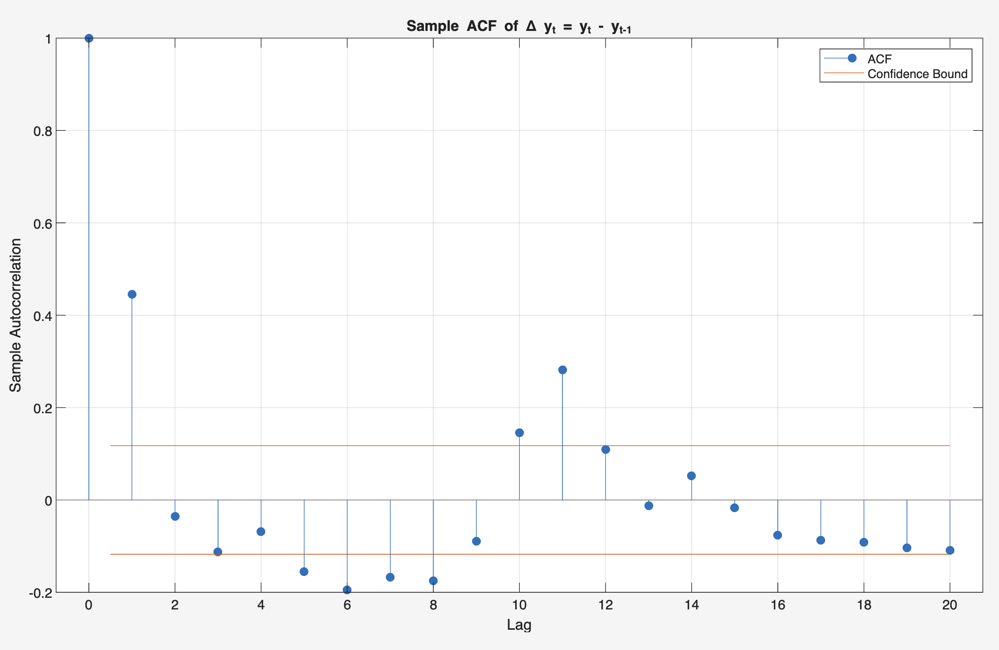 Sample ACF of Δ yₜ = yₜ - yₜ₋₁
ACF
Confidence Bound
1
0.8
0.6
0.4
0.2
0
-0.2
Sample Autocorrelation
0 2 4 6 8 10 12 14 16 18 20
Lag